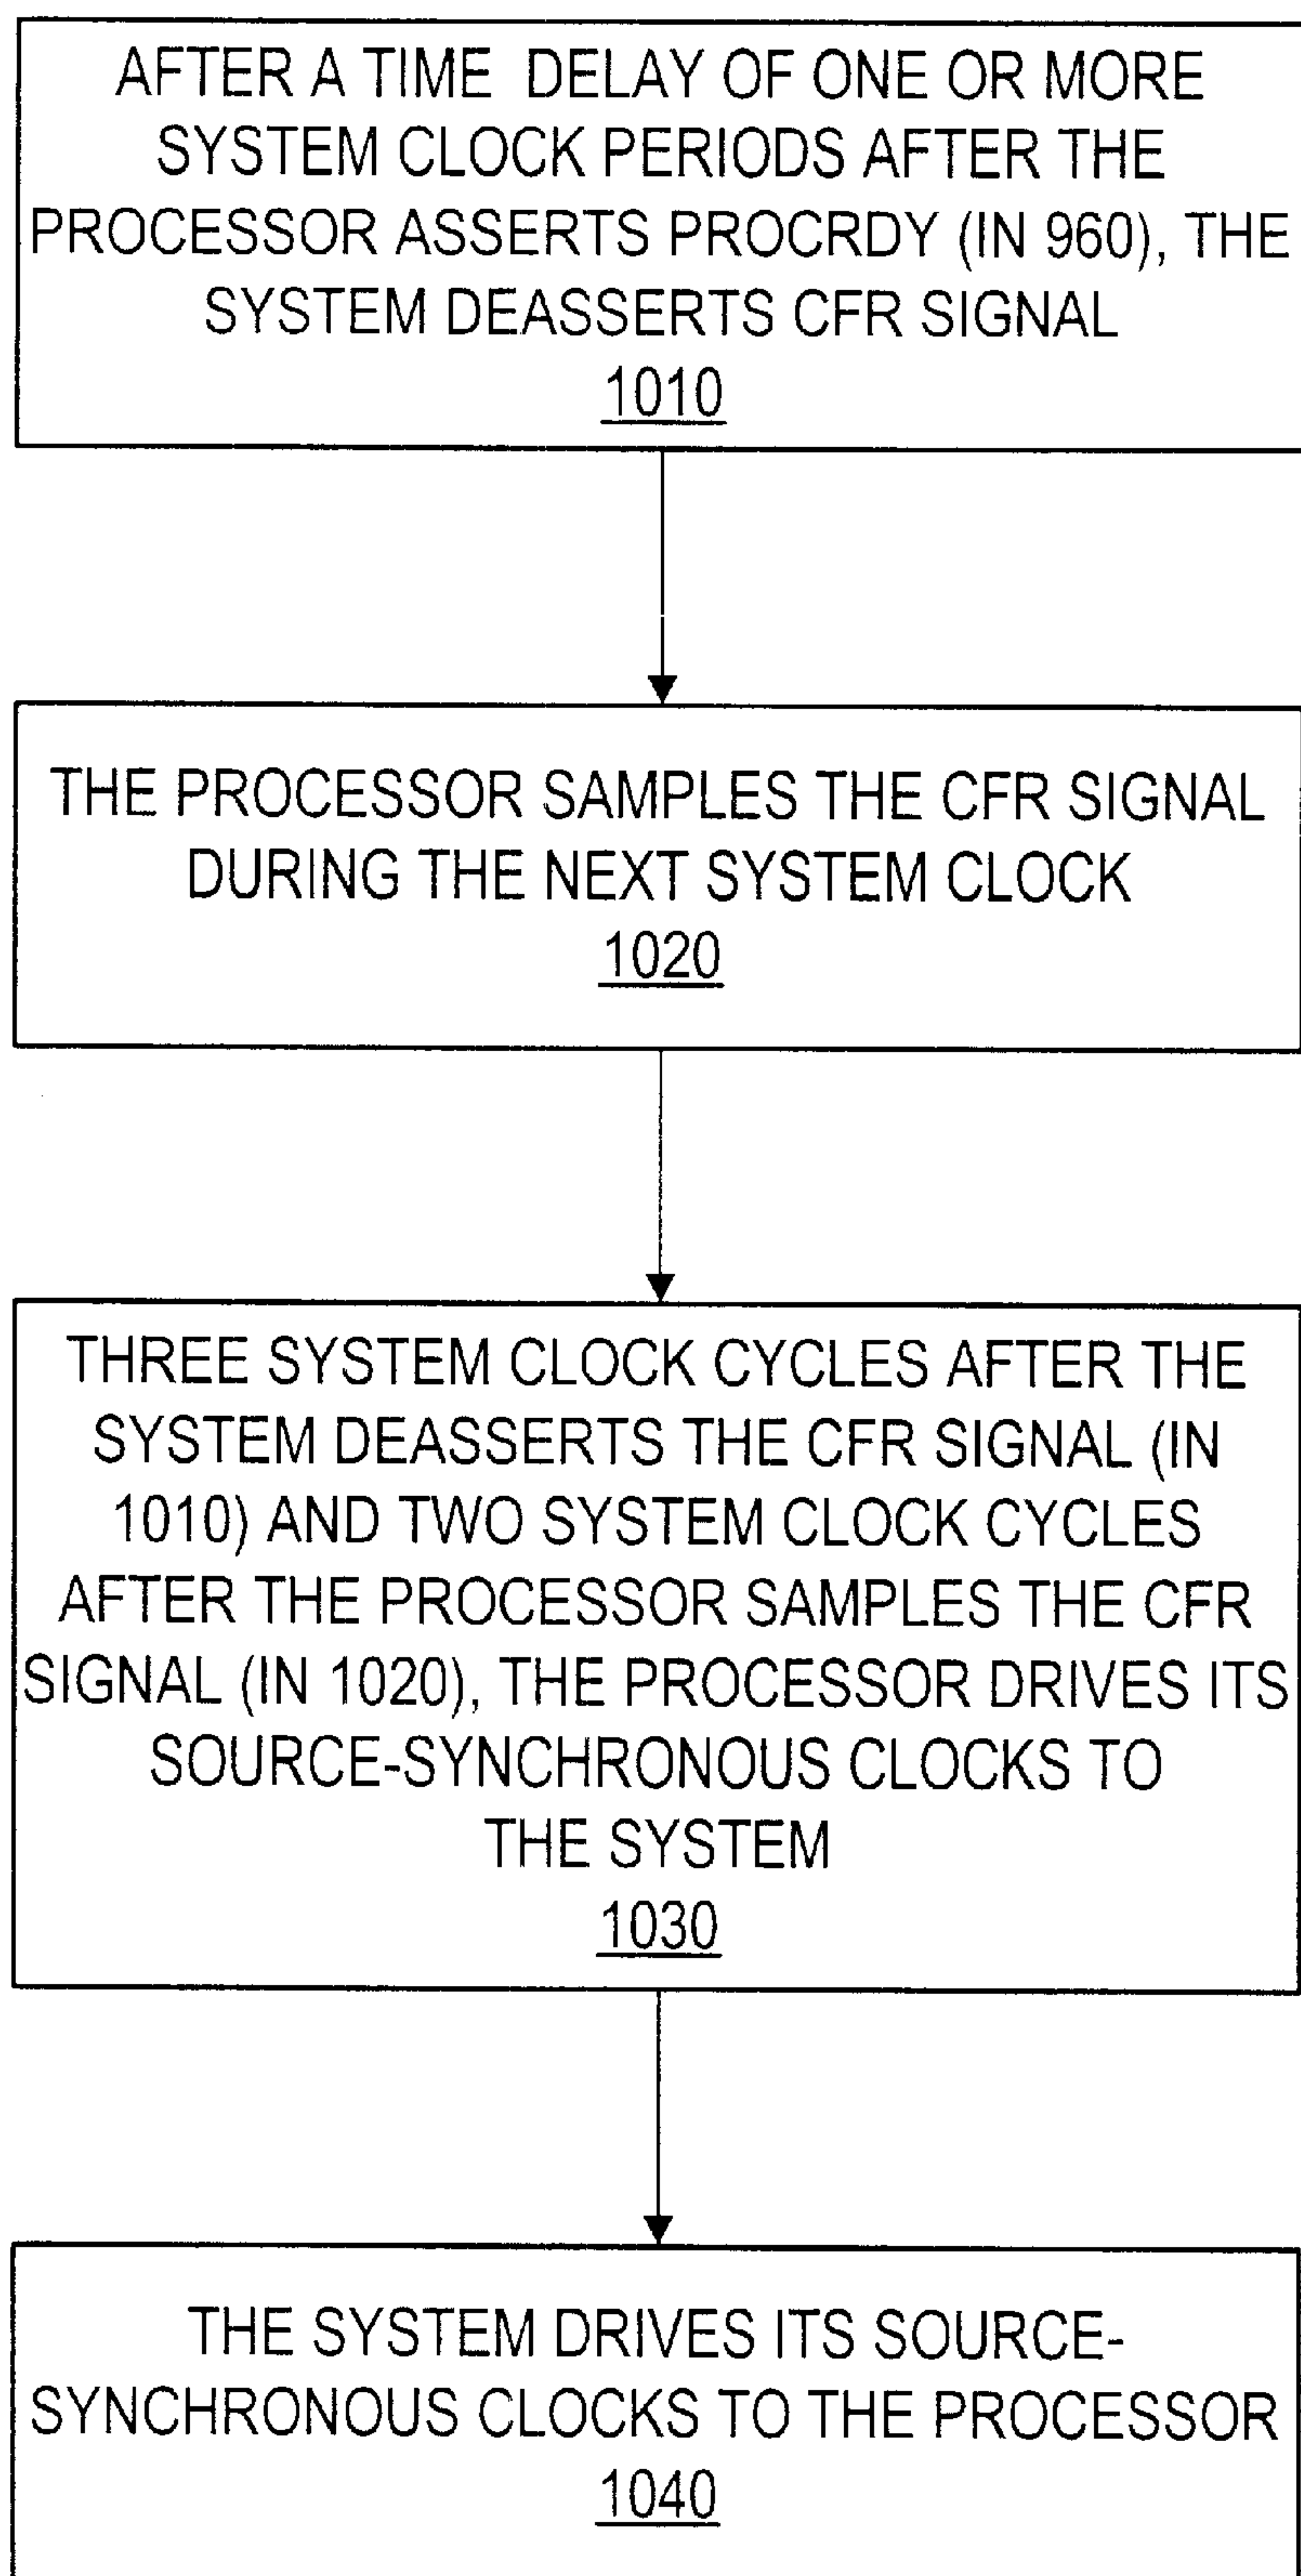 AFTER A TIME DELAY OF ONE OR MORE
SYSTEM CLOCK PERIODS AFTER THE
PROCESSOR ASSERTS PROCRDY (IN 960), THE
SYSTEM DEASSERTS CFR SIGNAL
1010
THE PROCESSOR SAMPLES THE CFR SIGNAL
DURING THE NEXT SYSTEM CLOCK
1020
THREE SYSTEM CLOCK CYCLES AFTER THE
SYSTEM DEASSERTS THE CFR SIGNAL (IN
1010) AND TWO SYSTEM CLOCK CYCLES
AFTER THE PROCESSOR SAMPLES THE CFR
SIGNAL (IN 1020), THE PROCESSOR DRIVES ITS
SOURCE-SYNCHRONOUS CLOCKS TO
THE SYSTEM
1030
THE SYSTEM DRIVES ITS SOURCE-
SYNCHRONOUS CLOCKS TO THE PROCESSOR
1040